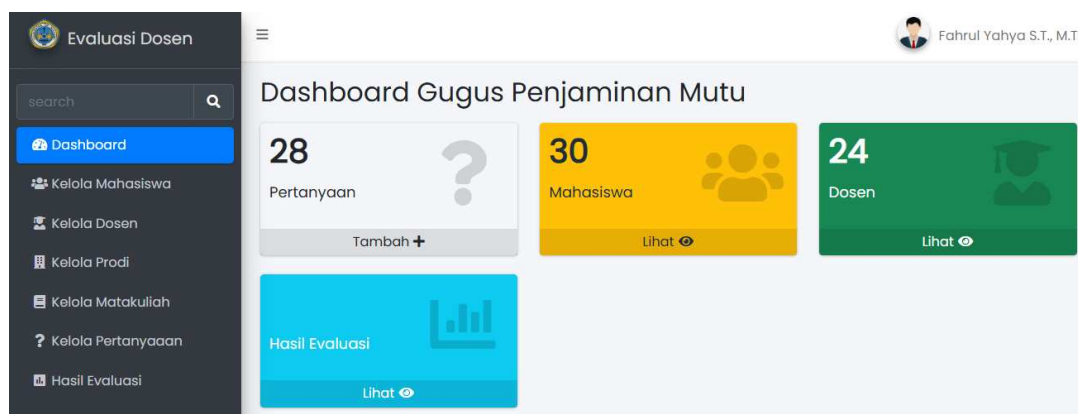 Evaluasi Dosen
Fahrul Yahya S.T., M.T
search
Dashboard
Kelola Mahasiswa
Kelola Dosen
Kelola Prodi
Kelola Matakuliah
Kelola Pertanyaaan
Hasil Evaluasi
Dashboard Gugus Penjaminan Mutu
28
Pertanyaan
Tambah
30
Mahasiswa
Lihat
24
Dosen
Lihat
Hasil Evaluasi
Lihat